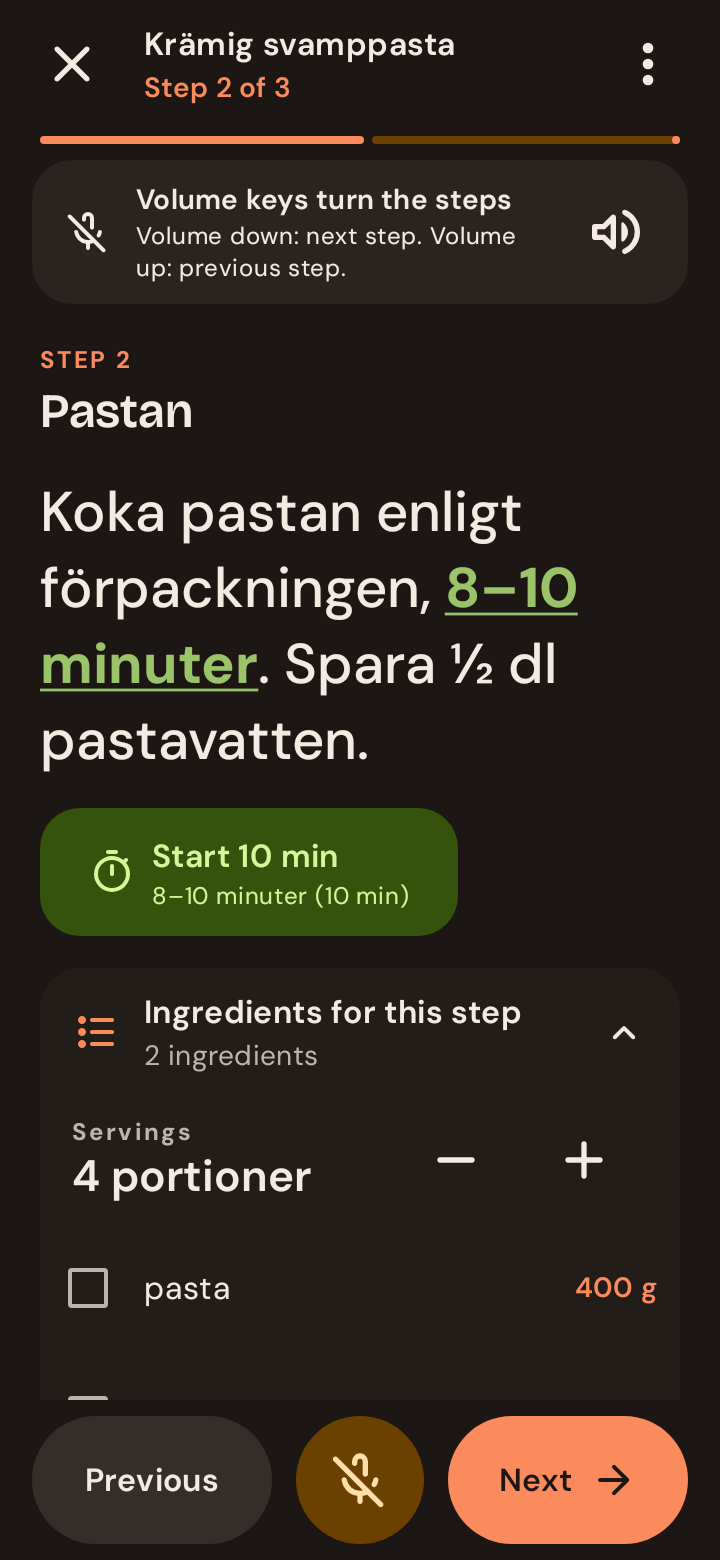 Krämig svamppasta
Step 2 of 3
Volume keys turn the steps
Volume down: next step. Volume
up: previous step.
STEP 2
Pastan
Koka pastan enligt
förpackningen, 8–10
minuter. Spara ½ dl
pastavatten.
Start 10 min
8–10 minuter (10 min)
Ingredients for this step
2 ingredients
Servings
4 portioner
pasta 400 g
Previous
Next